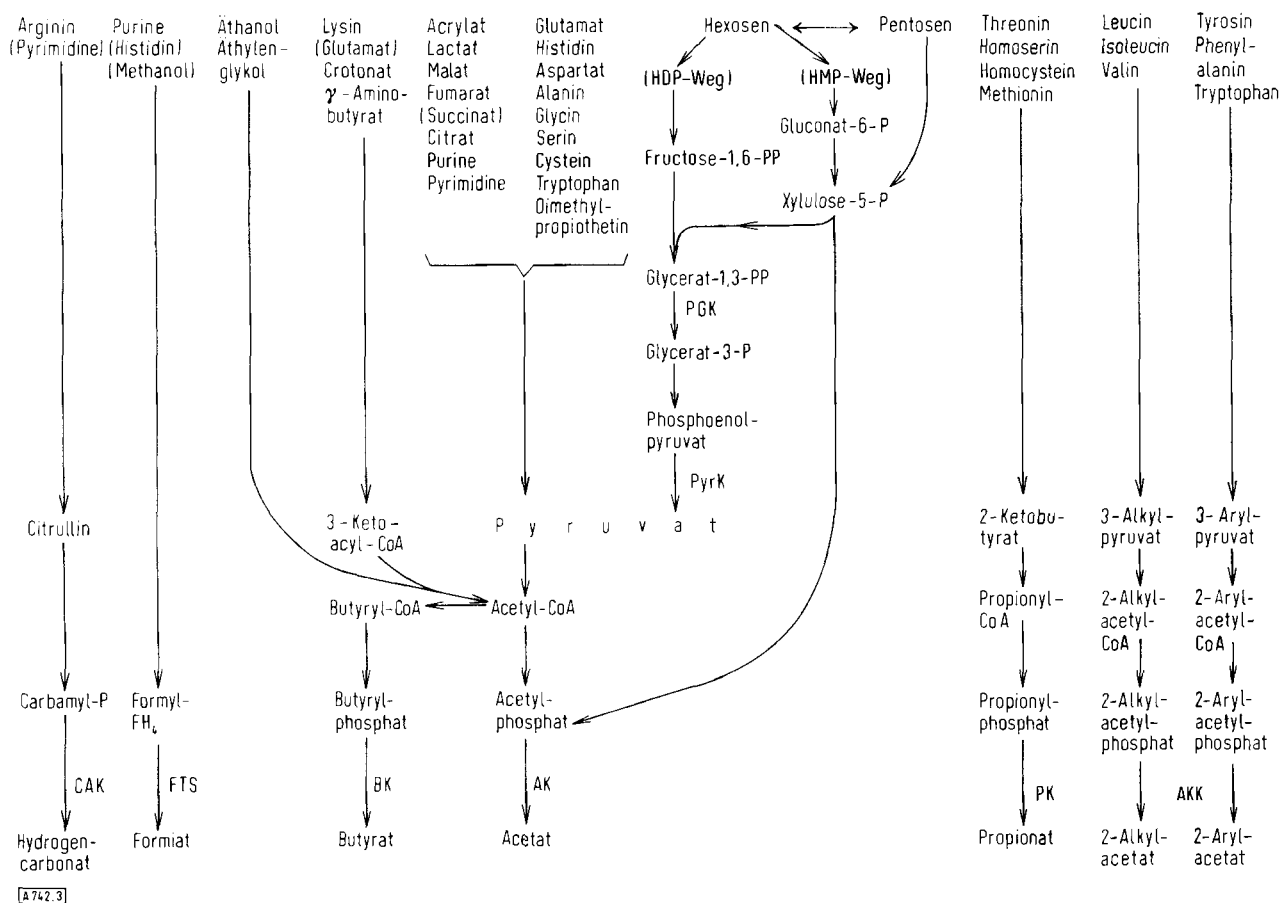 Arginin
(Pyrimidine)
Purine
(Histidin)
(Methanol)
Äthanol
Äthylen-
glykol
Lysin
(Glutamat)
Crotonat
γ-Amino-
butyrat
Acrylat
Lactat
Malat
Fumarat
(Succinat)
Citrat
Purine
Pyrimidine
Glutamat
Histidin
Aspartat
Alanin
Glycin
Serin
Cystein
Tryptophan
Dimethyl-
propiothetin
Hexosen
Pentosen
(HDP-Weg)
(HMP-Weg)
Gluconat-6-P
Fructose-1,6-PP
Xylulose-5-P
Glycerat-1,3-PP
PGK
Glycerat-3-P
Phosphoenol-
pyruvat
PyrK
Threonin
Homoserin
Homocystein
Methionin
Leucin
Isoleucin
Valin
Tyrosin
Phenyl-
alanin
Tryptophan
Citrullin
3-Keto-
acyl-CoA
P y r u v a t
2-Ketobu-
tyrat
3-Alkyl-
pyruvat
3-Aryl-
pyruvat
Butyryl-CoA
Acetyl-CoA
Propionyl-
CoA
2-Alkyl-
acetyl-
CoA
2-Aryl-
acetyl-
CoA
Carbamyl-P
Formyl-
FH4
Butyryl-
phosphat
Acetyl-
phosphat
Propionyl-
phosphat
2-Alkyl-
acetyl-
phosphat
2-Aryl-
acetyl-
phosphat
CAK
FTS
BK
AK
PK
AKK
Hydrogen-
carbonat
Formiat
Butyrat
Acetat
Propionat
2-Alkyl-
acetat
2-Aryl-
acetat
A 742.3